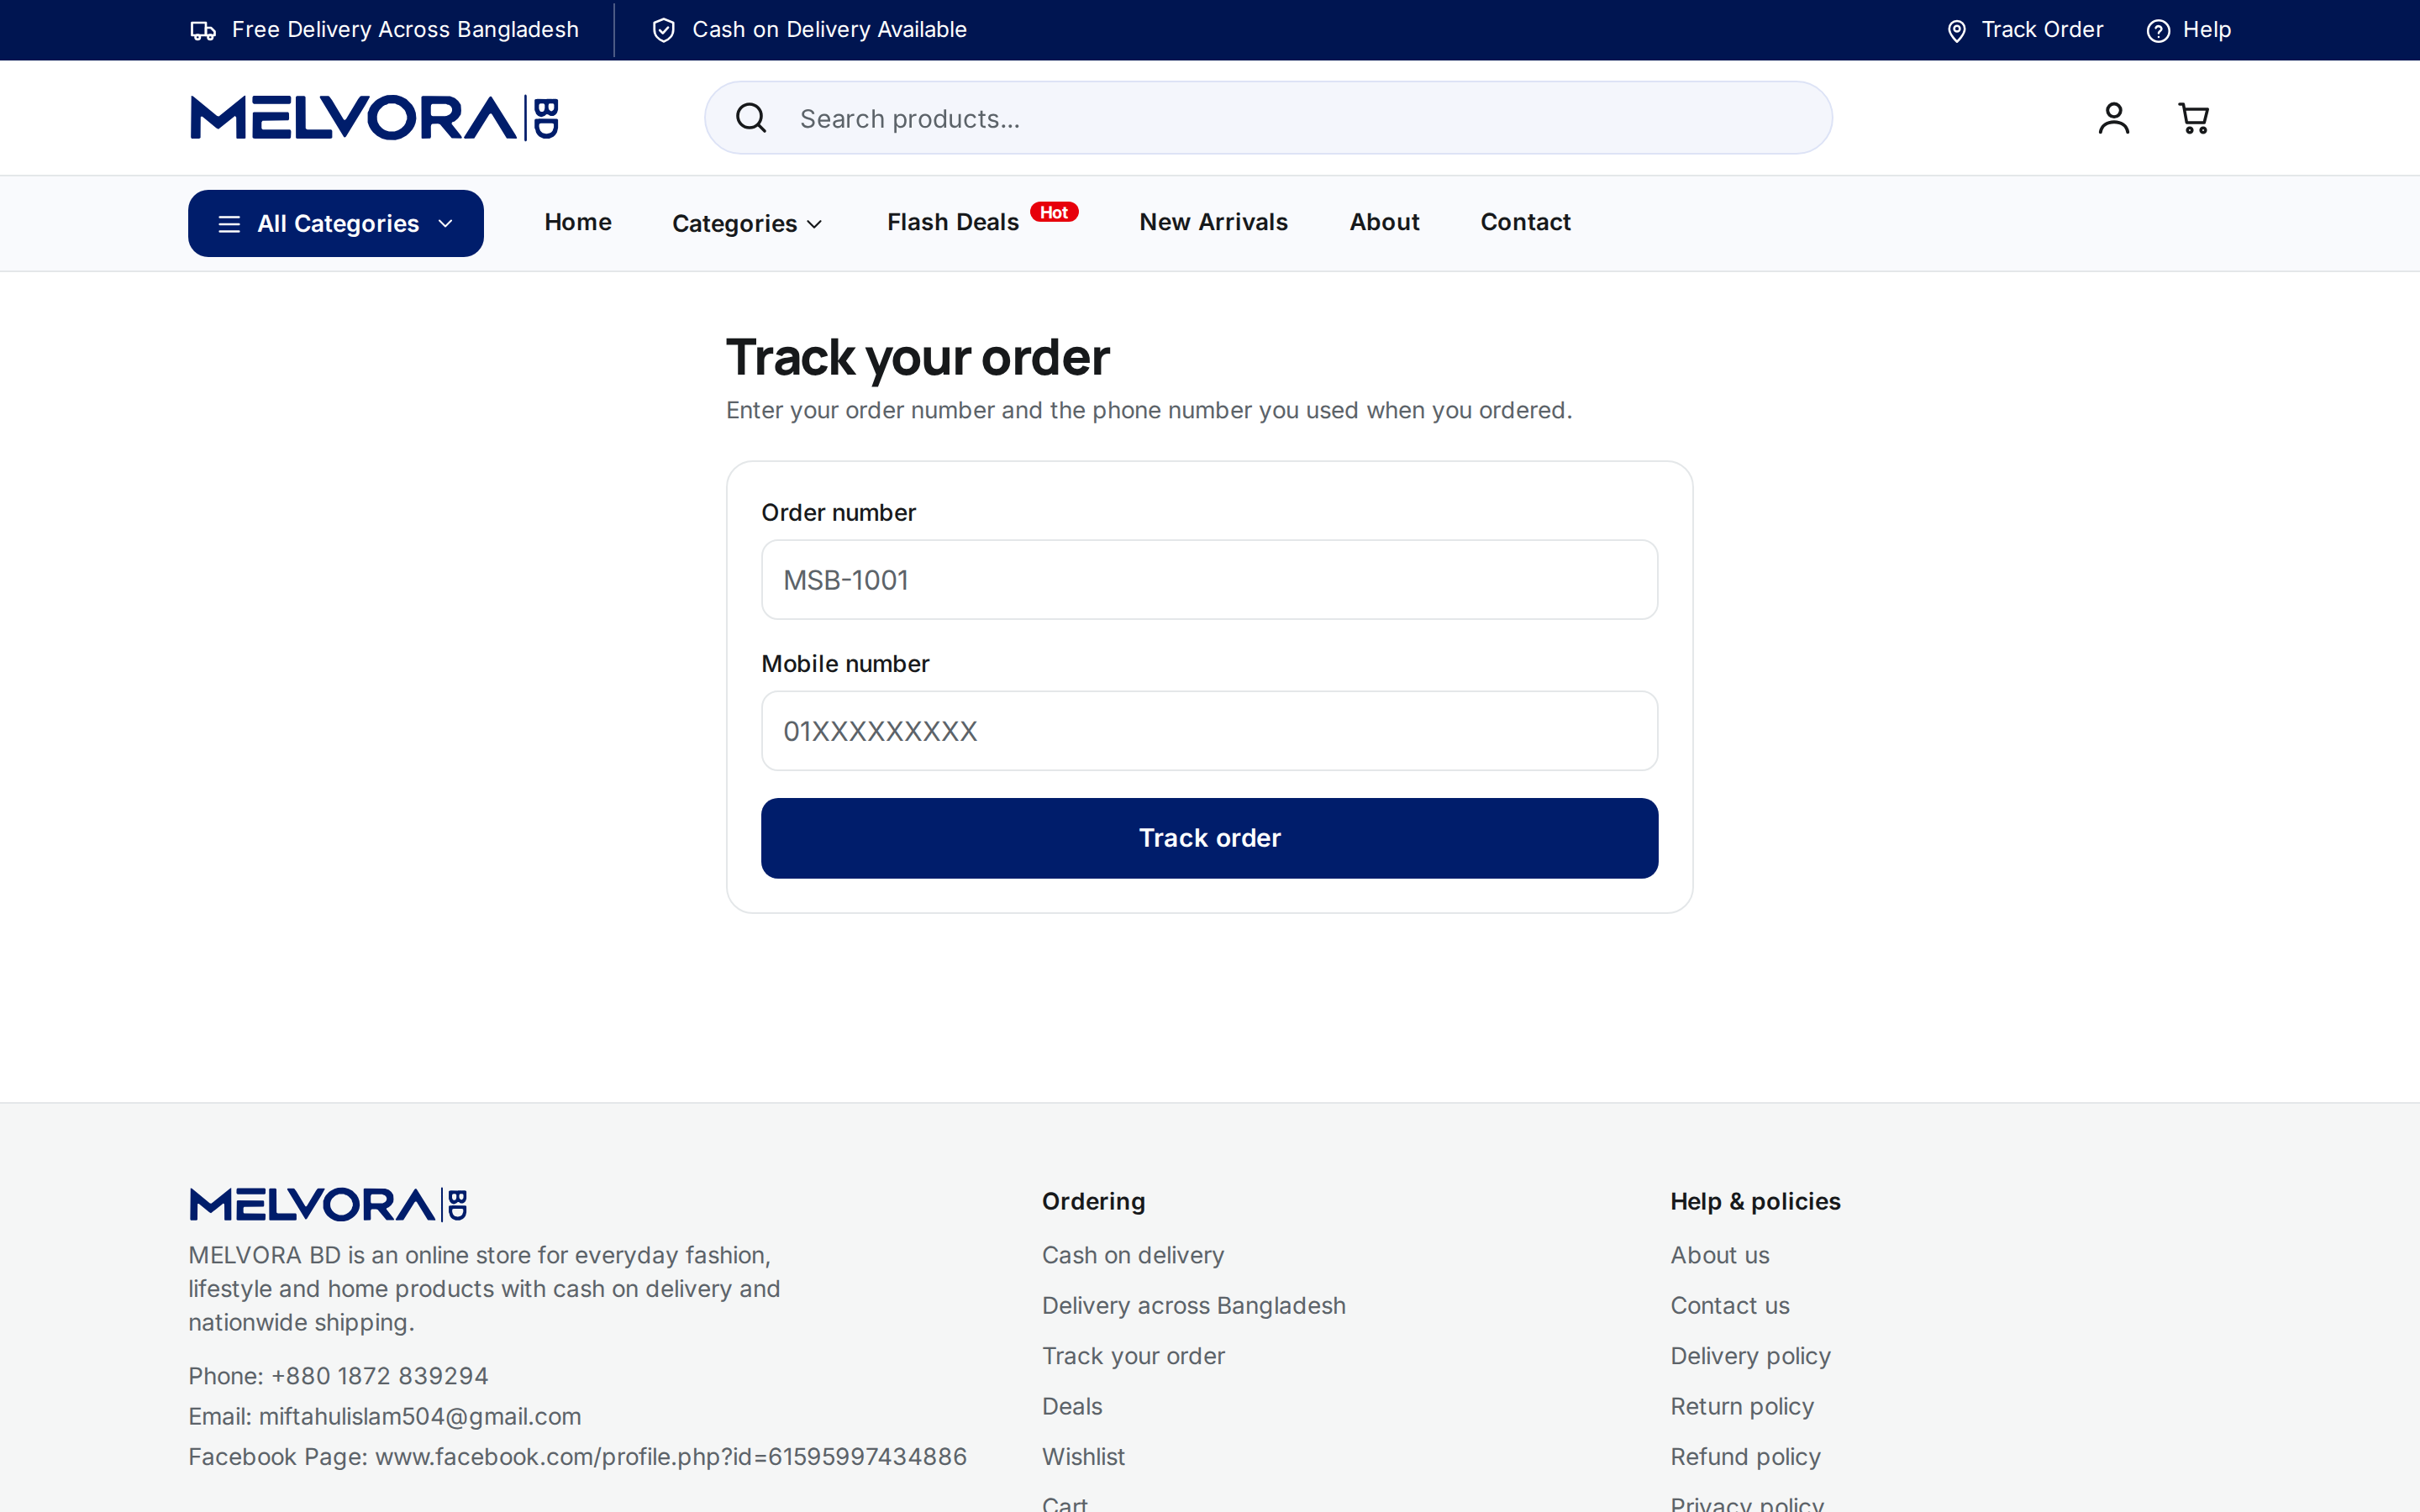 Free Delivery Across Bangladesh
Cash on Delivery Available
Track Order
Help
MELVORA BD
Search products...
All Categories
Home
Categories
Flash Deals
Hot
New Arrivals
About
Contact
Track your order
Enter your order number and the phone number you used when you ordered.
Order number
MSB-1001
Mobile number
01XXXXXXXXX
Track order
MELVORA BD
MELVORA BD is an online store for everyday fashion,
lifestyle and home products with cash on delivery and
nationwide shipping.
Phone: +880 1872 839294
Email: miftahulislam504@gmail.com
Facebook Page: www.facebook.com/profile.php?id=61595997434886
Ordering
Cash on delivery
Delivery across Bangladesh
Track your order
Deals
Wishlist
Cart
Help & policies
About us
Contact us
Delivery policy
Return policy
Refund policy
Privacy policy